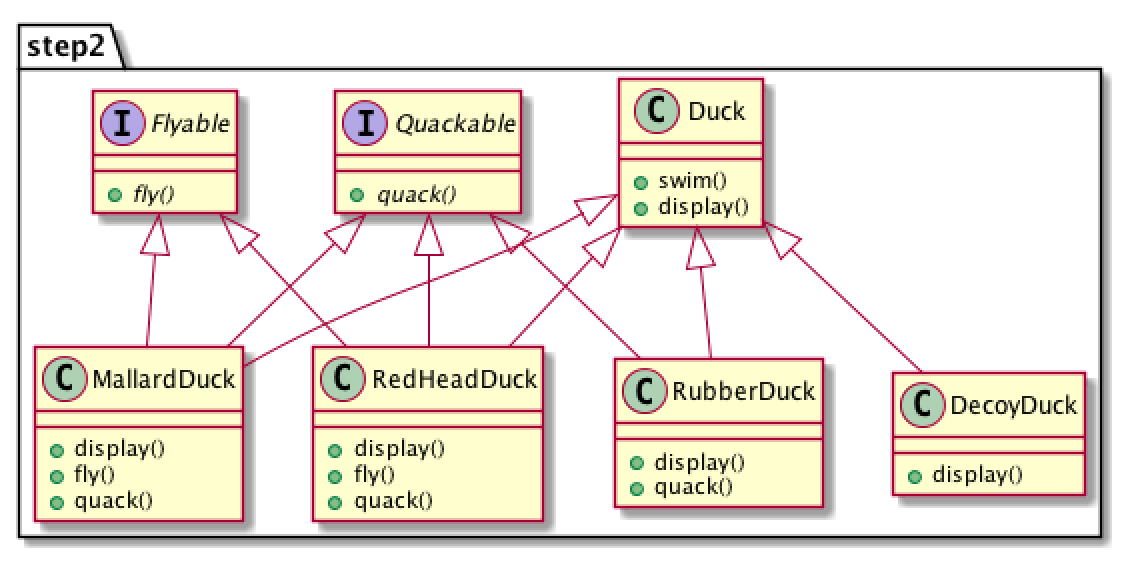 step2
I Flyable
fly()
I Quackable
quack()
C Duck
swim()
display()
C MallardDuck
display()
fly()
quack()
C RedHeadDuck
display()
fly()
quack()
C RubberDuck
display()
quack()
C DecoyDuck
display()